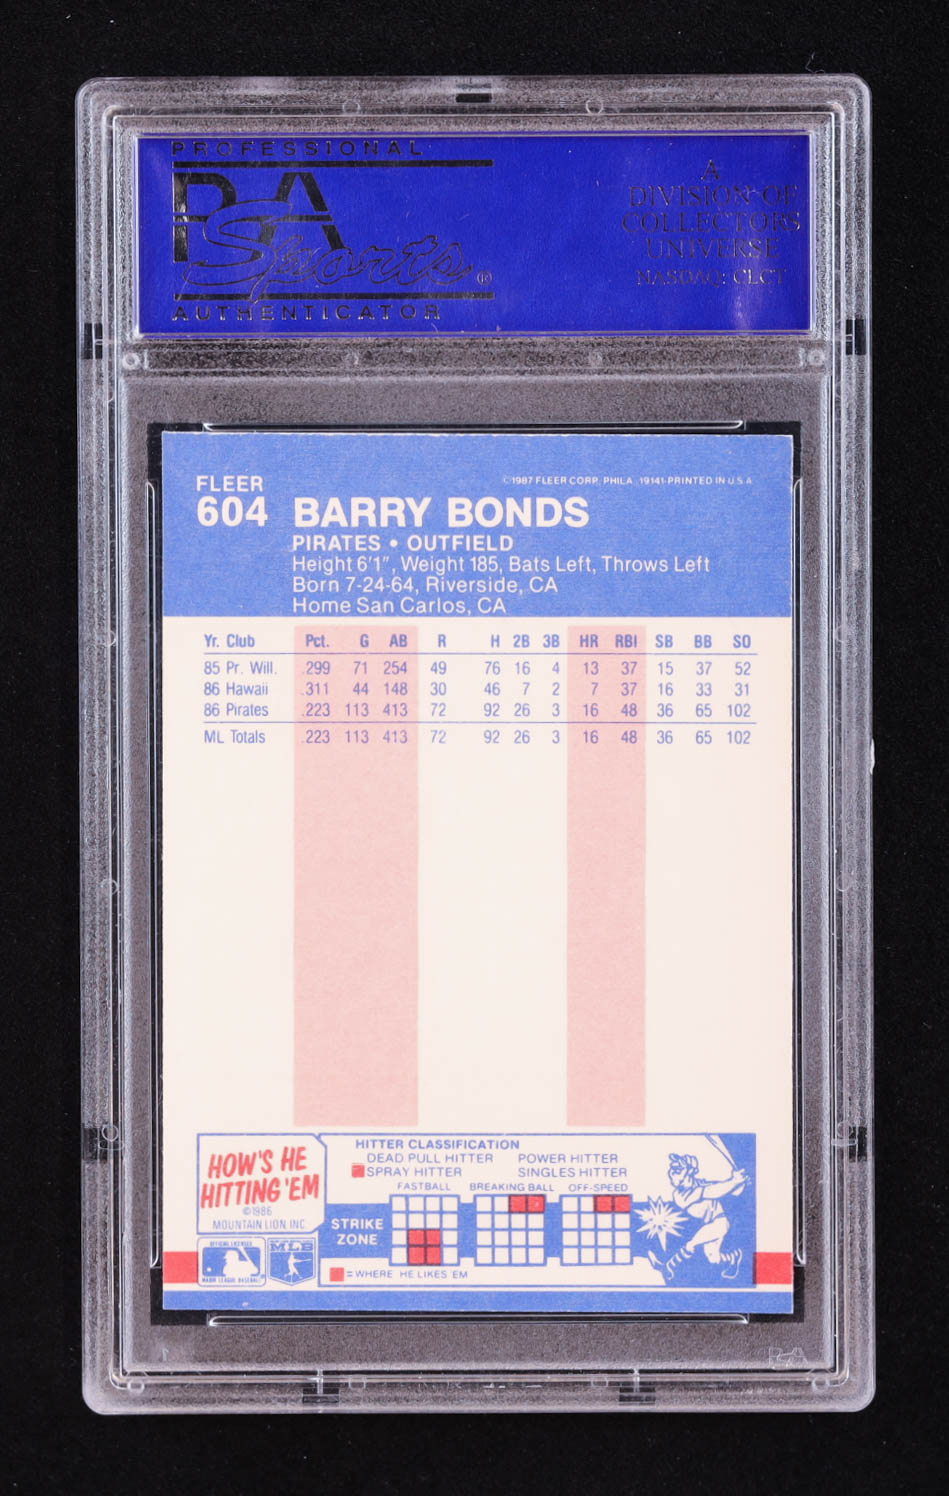 PROFESSIONAL
PSA
Sports®
AUTHENTICATOR
A
DIVISION OF
COLLECTORS
UNIVERSE
NASDAQ: CLCT
FLEER
604
©1987 FLEER CORP. PHILA. 19141-PRINTED IN U.S.A.
BARRY BONDS
PIRATES • OUTFIELD
Height 6'1", Weight 185, Bats Left, Throws Left
Born 7-24-64, Riverside, CA
Home San Carlos, CA
Yr. Club Pct. G AB R H 2B 3B HR RBI SB BB SO
85 Pr. Will. .299 71 254 49 76 16 4 13 37 15 37 52
86 Hawaii .311 44 148 30 46 7 2 7 37 16 33 31
86 Pirates .223 113 413 72 92 26 3 16 48 36 65 102
ML Totals .223 113 413 72 92 26 3 16 48 36 65 102
HOW'S HE
HITTING 'EM
©1986
MOUNTAIN LION, INC.
HITTER CLASSIFICATION
DEAD PULL HITTER POWER HITTER
SPRAY HITTER SINGLES HITTER
FASTBALL BREAKING BALL OFF-SPEED
STRIKE
ZONE
= WHERE HE LIKES 'EM
OFFICIAL LICENSEE
MAJOR LEAGUE BASEBALL
MLB
PSA